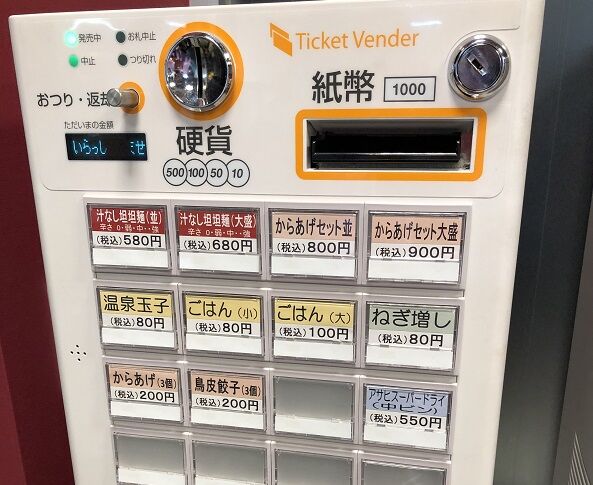 発売中 お札中止
中止 つり切れ
Ticket Vender
おつり・返却
ただいまの金額
いらっし ませ
硬貨
500 100 50 10
紙幣 1000
汁なし坦坦麺(並)
辛さ 0・弱・中・・強
(税込)580円
汁なし坦坦麺(大盛)
辛さ 0・弱・中・・強
(税込)680円
からあげセット並
(税込)800円
からあげセット大盛
(税込)900円
温泉玉子
(税込)80円
ごはん(小)
(税込)80円
ごはん(大)
(税込)100円
ねぎ増し
(税込)80円
からあげ(3個)
(税込)200円
鳥皮餃子(3個)
(税込)200円
アサヒスーパードライ
(中ビン)
(税込)550円